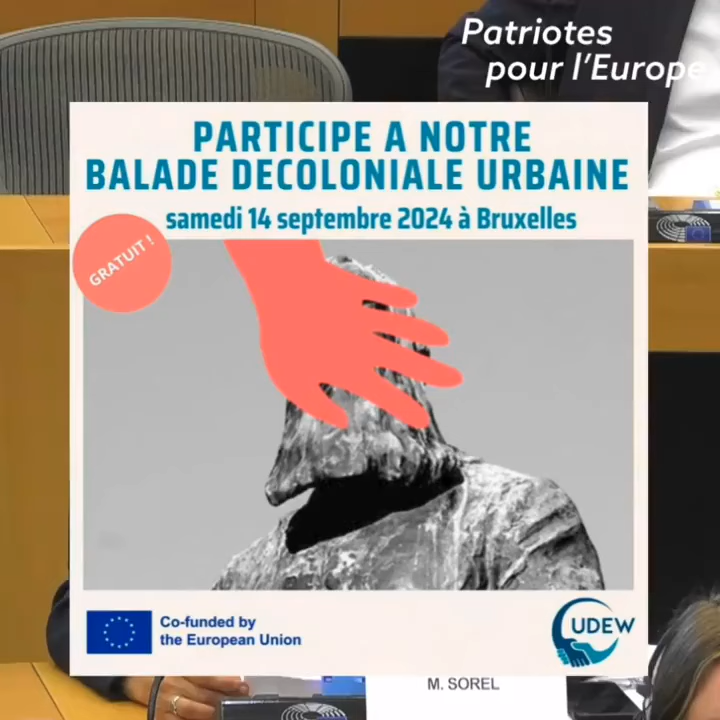 Patriotes
pour l'Europe
PARTICIPE A NOTRE
BALADE DECOLONIALE URBAINE
samedi 14 septembre 2024 à Bruxelles
GRATUIT !
Co-funded by
the European Union
UDEW
M. SOREL